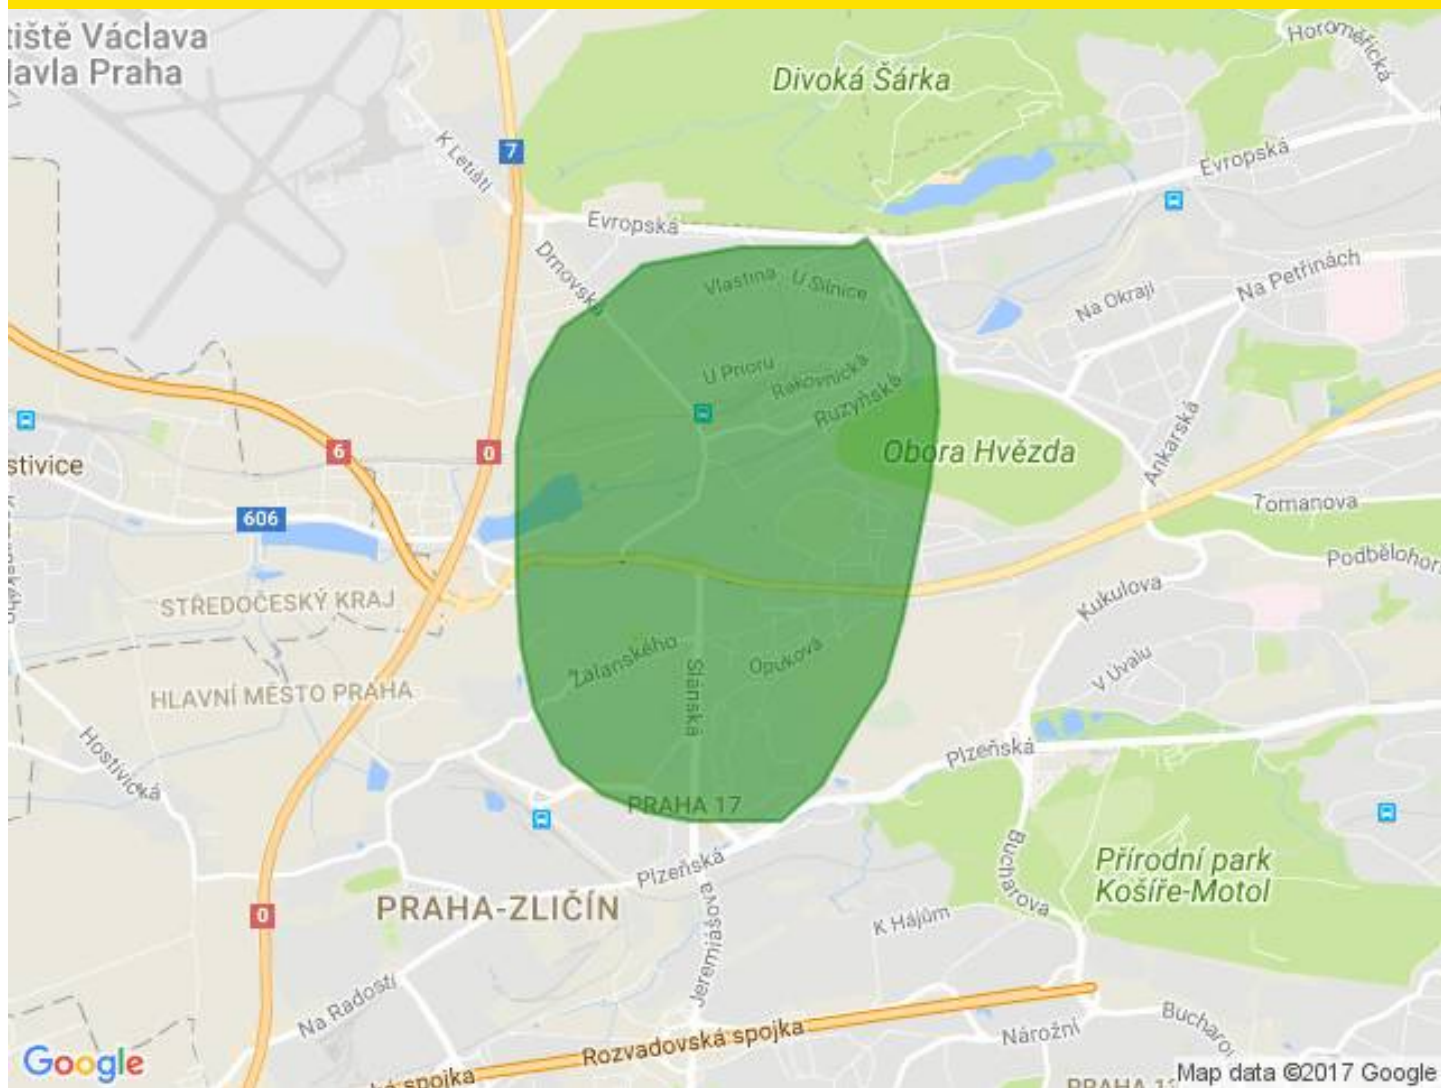 tiště Václava
lavla Praha
Horoměřická
Divoká Šárka
K Letišti
7
Evropská
Evropská
Drnovská
Vlastina
U Silnice
Na Okraji
Na Petřinách
U Prioru
Rakovnická
Ruzyňská
Ankarská
stivice
6
0
Obora Hvězda
Tomanova
606
Podbělohor
STŘEDOČESKÝ KRAJ
Kukulova
Žalanského
Slánská
Opuková
V Úvalu
HLAVNÍ MĚSTO PRAHA
Hostivická
Plzeňská
PRAHA 17
Bucharova
Plzeňská
Přírodní park
Košíře-Motol
0
PRAHA-ZLIČÍN
Jeremiášova
K Hájům
Na Radosti
Rozvadovská spojka
Nárožní
Bucharo
Google
ká spojka
Map data ©2017 Google